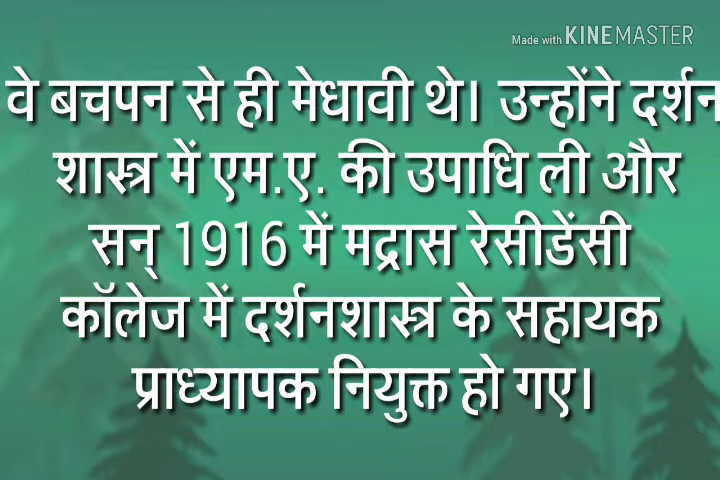 Made with KINEMASTER
वे बचपन से ही मेधावी थे। उन्होंने दर्शन
शास्त्र में एम.ए. की उपाधि ली और
सन् 1916 में मद्रास रेसीडेंसी
कॉलेज में दर्शनशास्त्र के सहायक
प्राध्यापक नियुक्त हो गए।